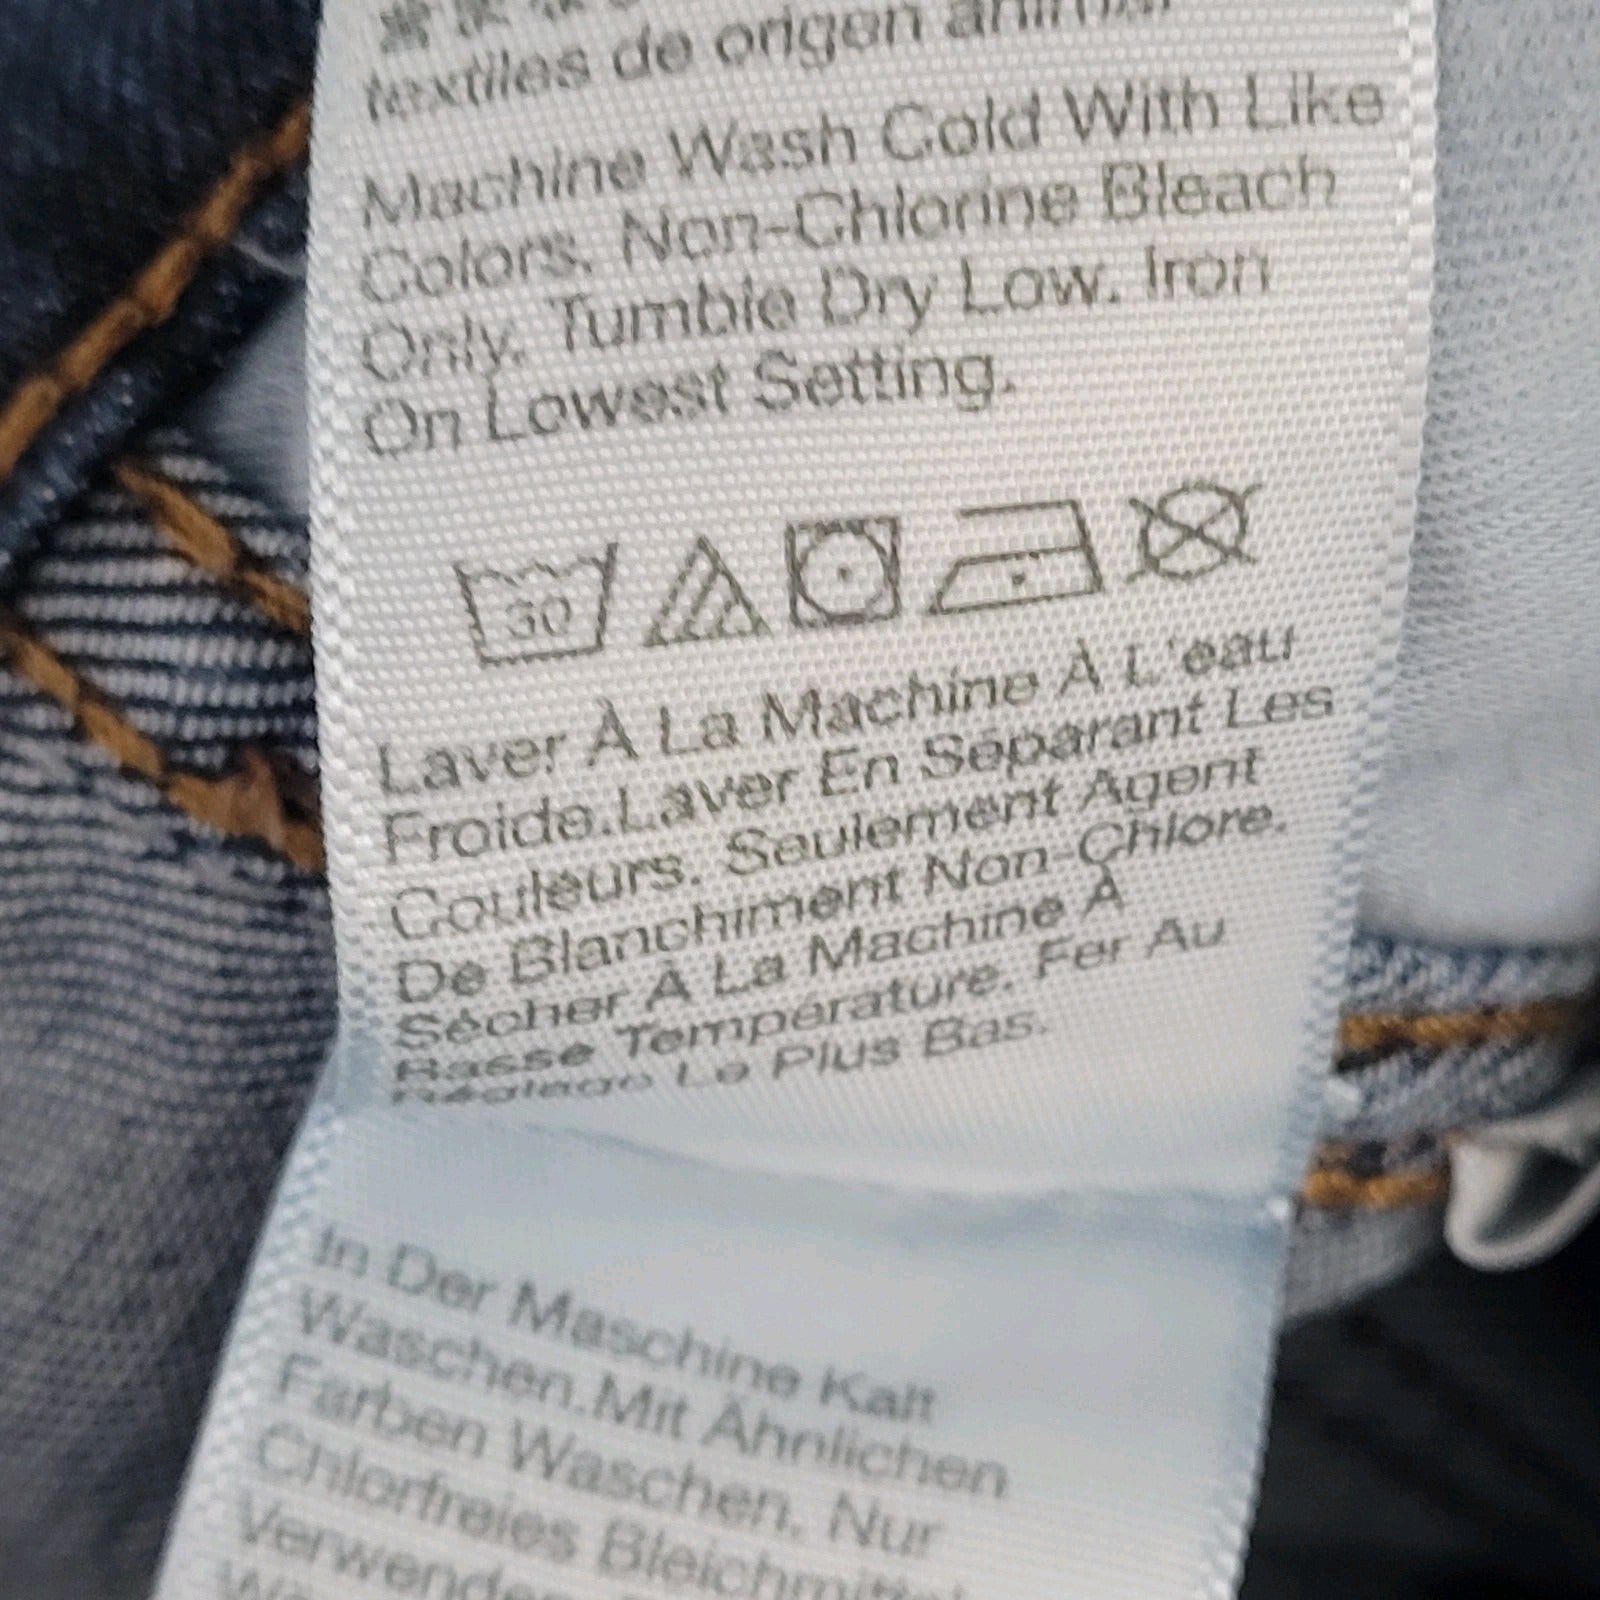 textiles de origen animal
Machine Wash Cold With Like
Colors. Non-Chlorine Bleach
Only. Tumble Dry Low. Iron
On Lowest Setting.
30
Laver À La Machine À L'eau
Froide.Laver En Séparant Les
Couleurs. Seulement Agent
De Blanchiment Non-Chlore.
Sécher À La Machine À
Basse Température. Fer Au
Réglage Le Plus Bas.
In Der Maschine Kalt
Waschen.Mit Ähnlichen
Farben Waschen. Nur
Chlorfreies Bleichmittel